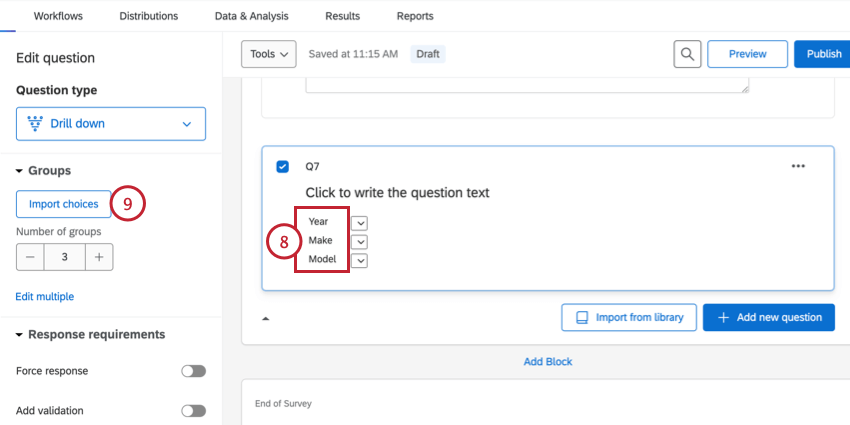 Workflows Distributions Data & Analysis Results Reports
Edit question
Question type
Drill down
Groups
Import choices
9
Number of groups
3
Edit multiple
Response requirements
Force response
Add validation
Tools Saved at 11:15 AM Draft Preview Publish
Q7
Click to write the question text
8
Year
Make
Model
Import from library Add new question
Add Block
End of Survey